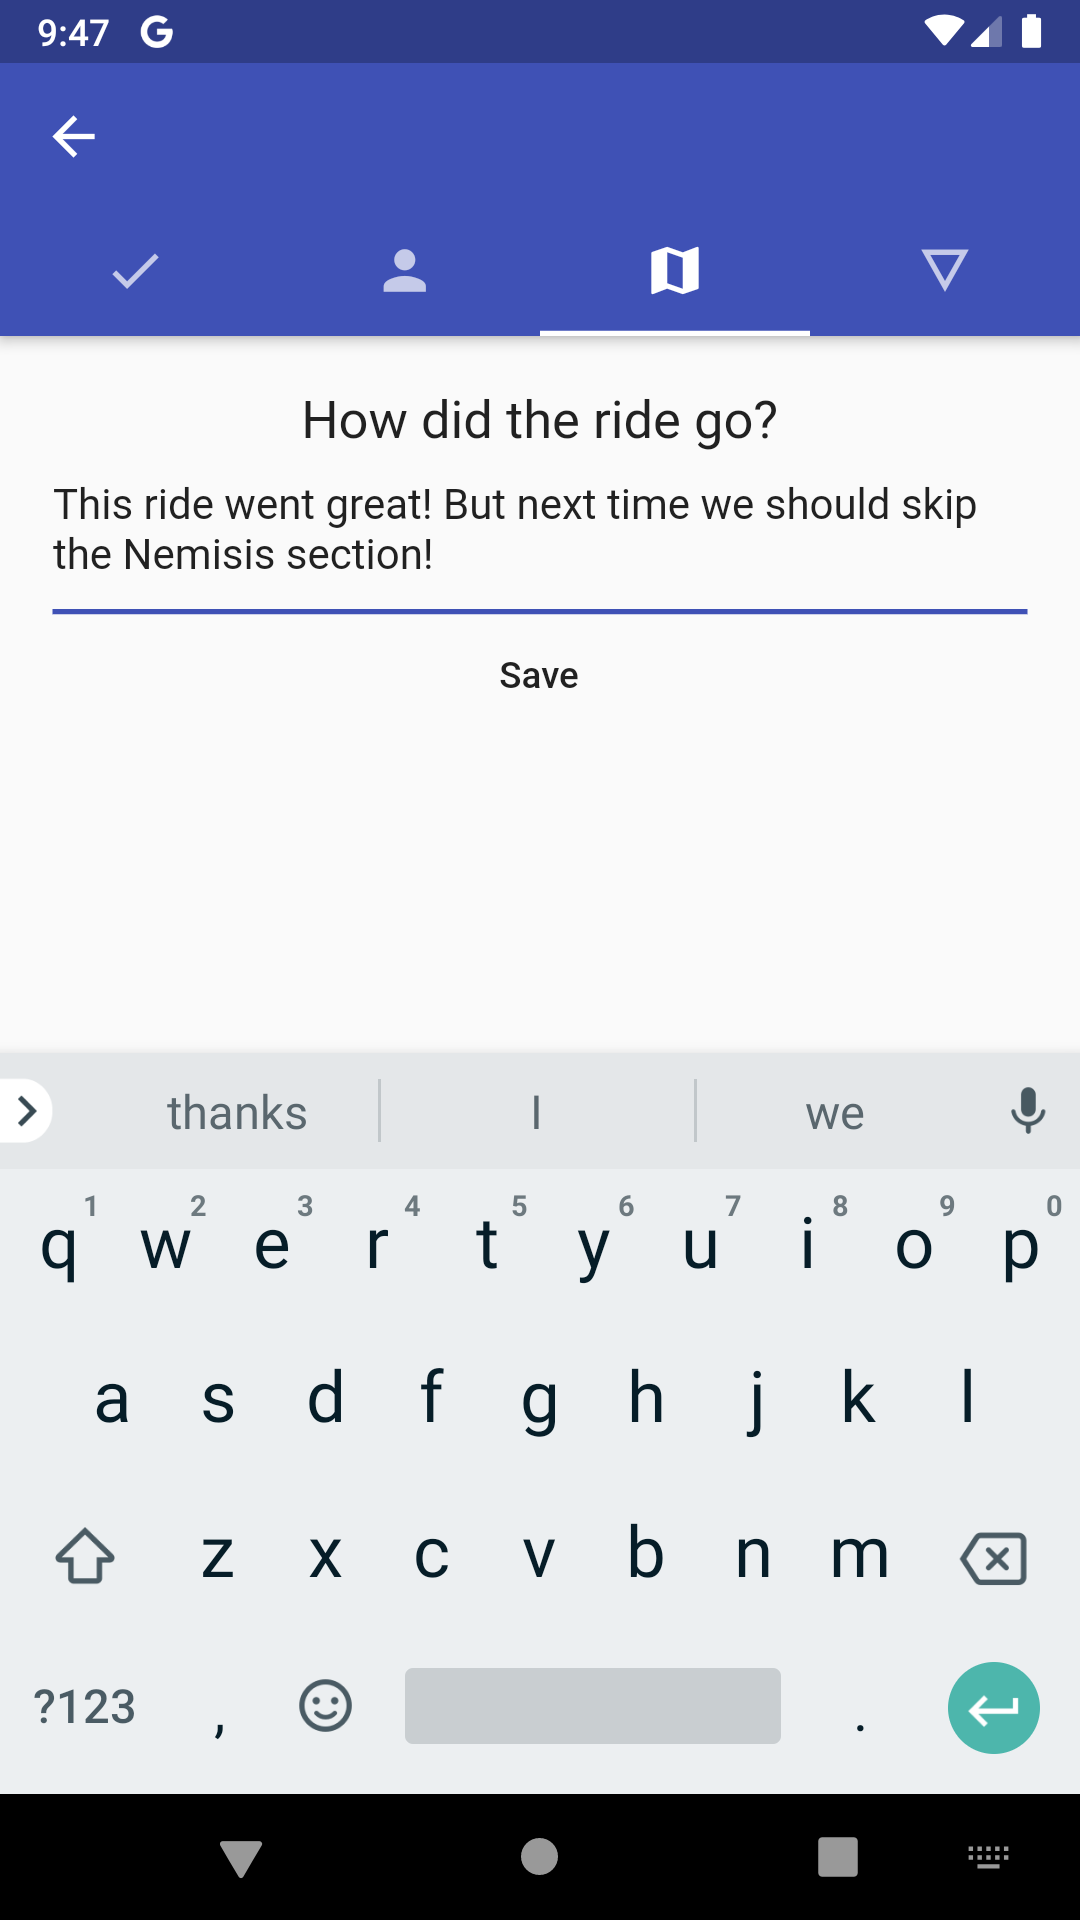 9:47 G
How did the ride go?
This ride went great! But next time we should skip
the Nemisis section!
Save
thanks I we
1 2 3 4 5 6 7 8 9 0
q w e r t y u i o p
a s d f g h j k l
z x c v b n m
?123 , .